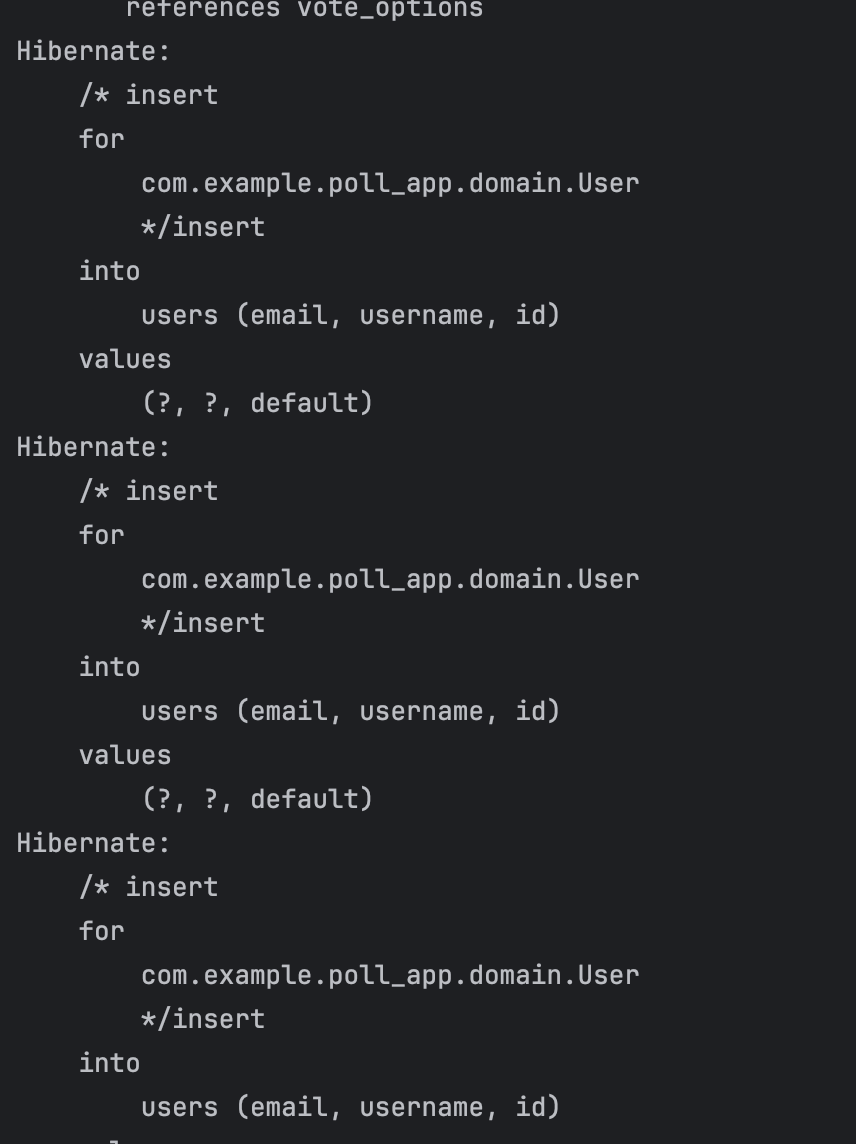 references vote_options
Hibernate:
/* insert
for
com.example.poll_app.domain.User
*/insert
into
users (email, username, id)
values
(?, ?, default)
Hibernate:
/* insert
for
com.example.poll_app.domain.User
*/insert
into
users (email, username, id)
values
(?, ?, default)
Hibernate:
/* insert
for
com.example.poll_app.domain.User
*/insert
into
users (email, username, id)